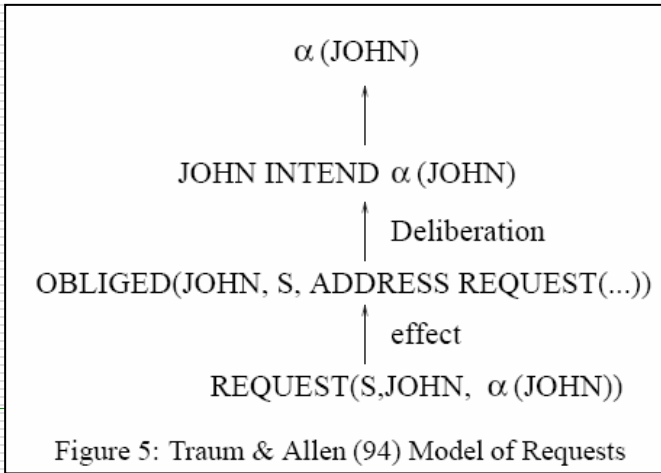 α (JOHN)
JOHN INTEND α (JOHN)
Deliberation
OBLIGED(JOHN, S, ADDRESS REQUEST(...))
effect
REQUEST(S,JOHN, α (JOHN))
Figure 5: Traum & Allen (94) Model of Requests